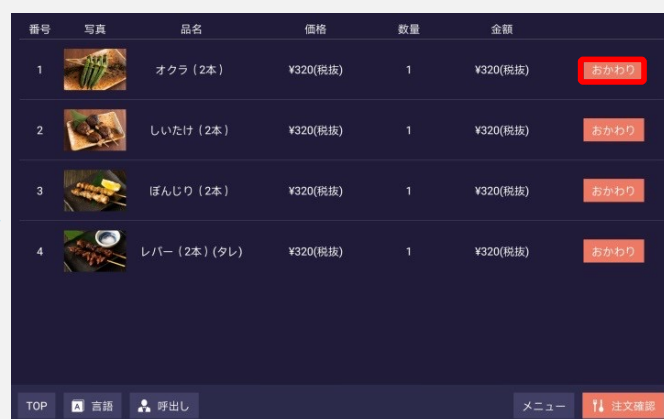 番号 写真 品名 価格 数量 金額
1 オクラ（2本） ¥320(税抜) 1 ¥320(税抜) おかわり
2 しいたけ（2本） ¥320(税抜) 1 ¥320(税抜) おかわり
3 ぼんじり（2本） ¥320(税抜) 1 ¥320(税抜) おかわり
4 レバー（2本）(タレ) ¥320(税抜) 1 ¥320(税抜) おかわり
TOP A 言語 呼出し メニュー 注文確認